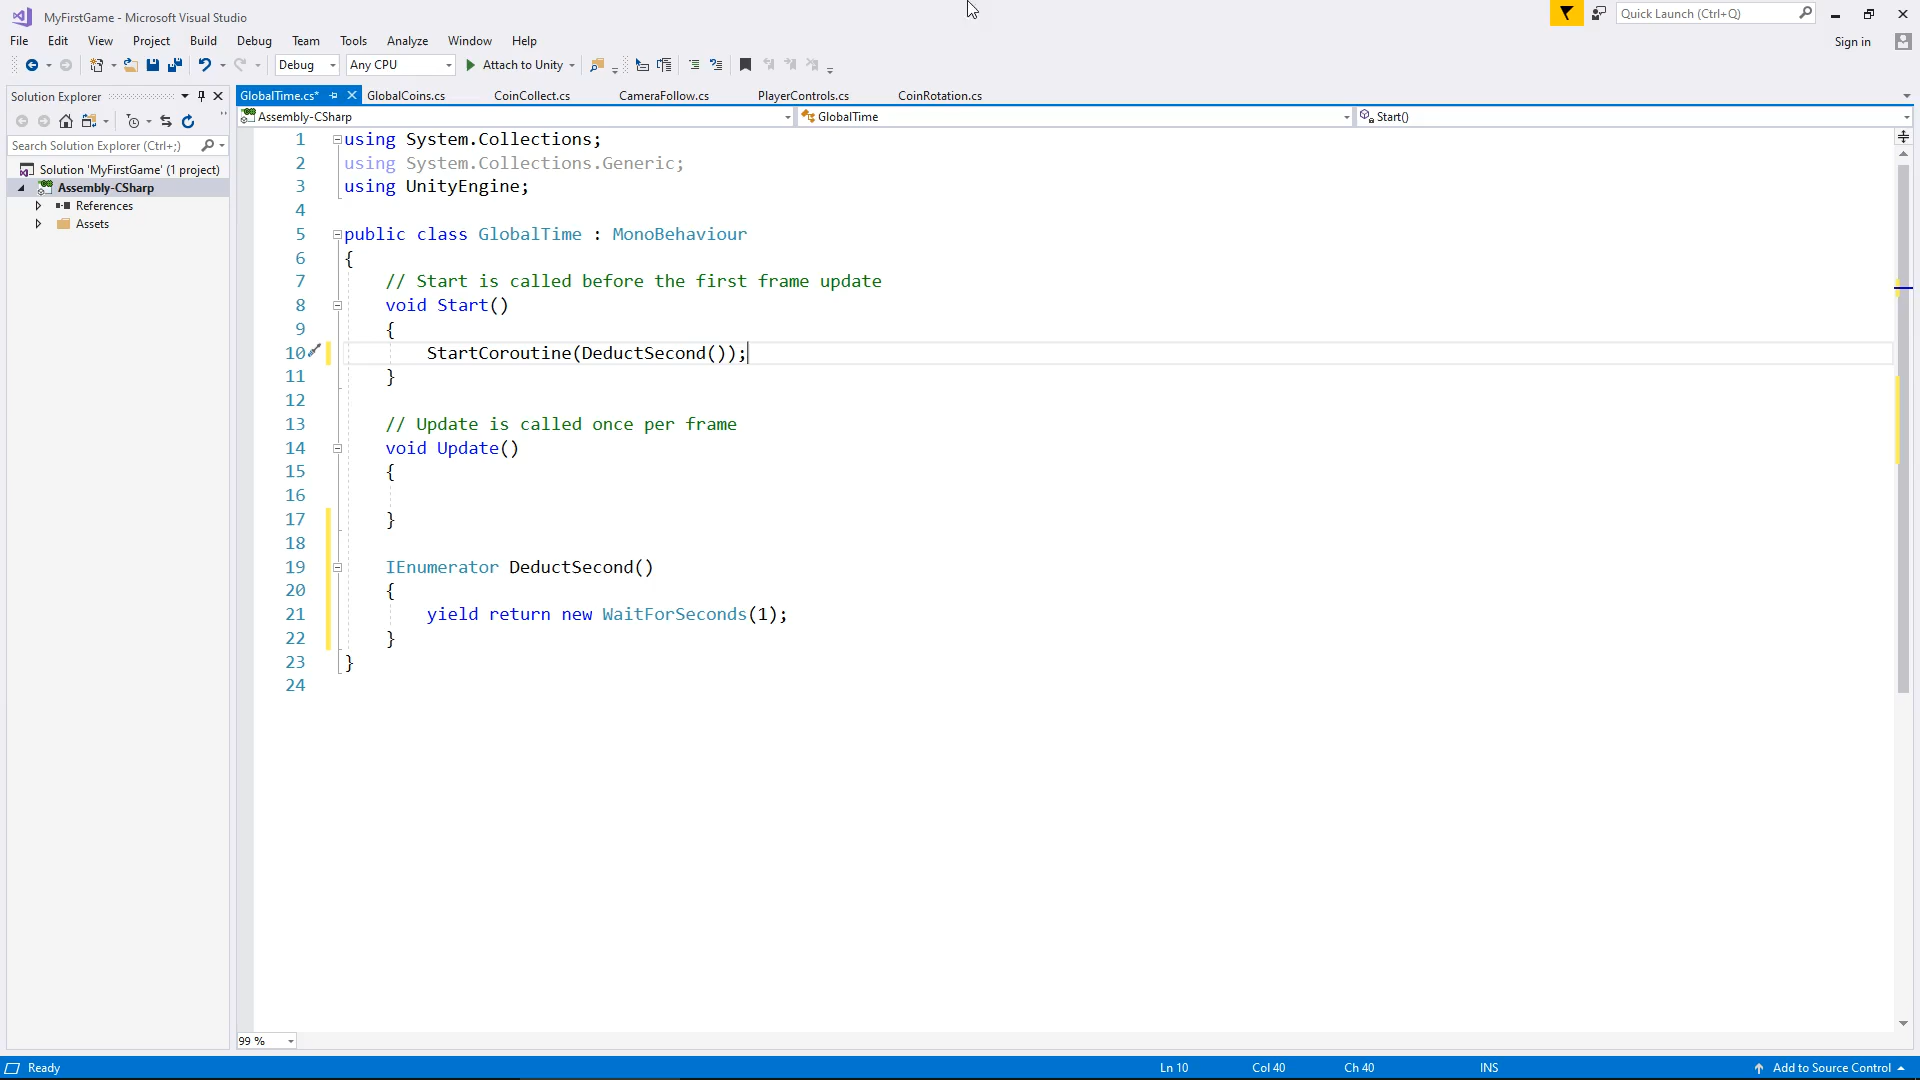 MyFirstGame - Microsoft Visual Studio
Quick Launch (Ctrl+Q)
File Edit View Project Build Debug Team Tools Analyze Window Help
Sign in
Debug Any CPU Attach to Unity
Solution Explorer
GlobalTime.cs* GlobalCoins.cs CoinCollect.cs CameraFollow.cs PlayerControls.cs CoinRotation.cs
Assembly-CSharp GlobalTime Start()
Search Solution Explorer (Ctrl+;)
Solution 'MyFirstGame' (1 project)
Assembly-CSharp
References
Assets
1 using System.Collections;
2 using System.Collections.Generic;
3 using UnityEngine;
4
5 public class GlobalTime : MonoBehaviour
6 {
7 // Start is called before the first frame update
8 void Start()
9 {
10 StartCoroutine(DeductSecond());
11 }
12
13 // Update is called once per frame
14 void Update()
15 {
16
17 }
18
19 IEnumerator DeductSecond()
20 {
21 yield return new WaitForSeconds(1);
22 }
23 }
24
99 %
Ready Ln 10 Col 40 Ch 40 INS Add to Source Control